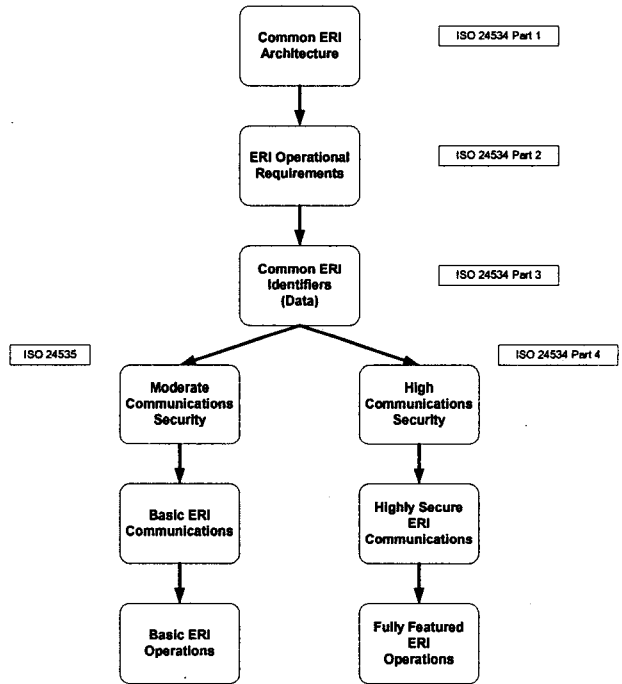 Common ERI
Architecture
ISO 24534 Part 1
ERI Operational
Requirements
ISO 24534 Part 2
Common ERI
Identifiers
(Data)
ISO 24534 Part 3
ISO 24535
ISO 24534 Part 4
Moderate
Communications
Security
High
Communications
Security
Basic ERI
Communications
Highly Secure
ERI
Communications
Basic ERI
Operations
Fully Featured
ERI
Operations